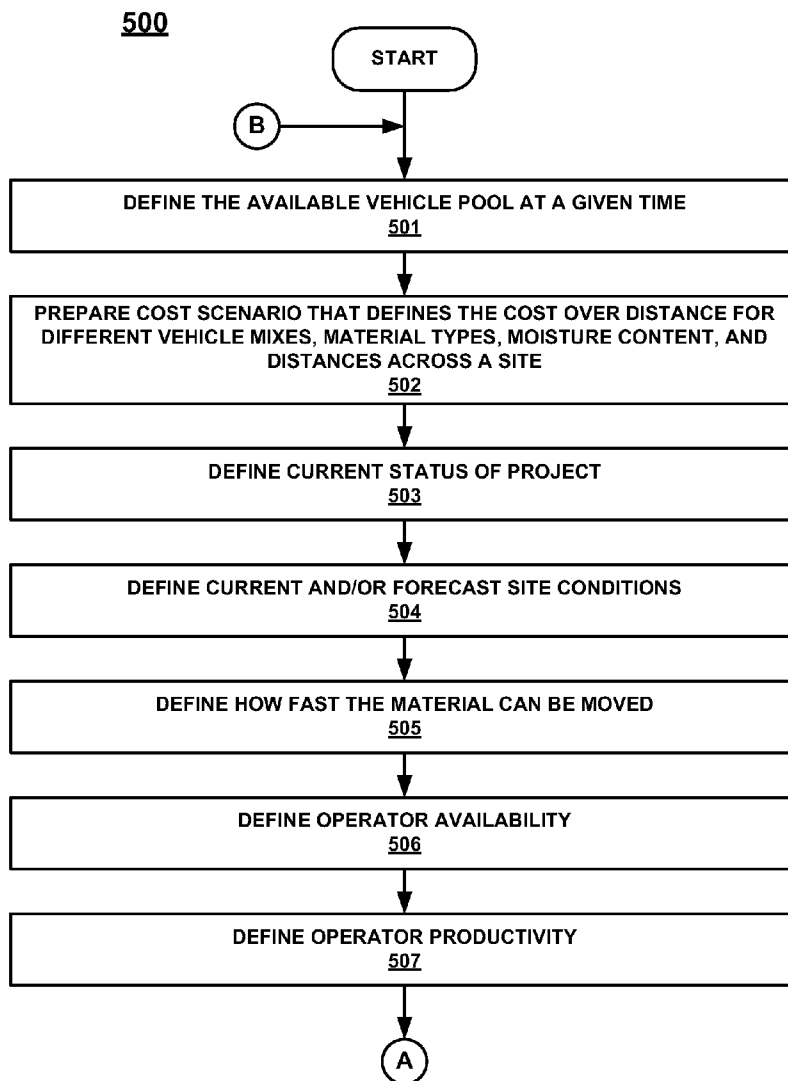 500
START
B
DEFINE THE AVAILABLE VEHICLE POOL AT A GIVEN TIME
501
PREPARE COST SCENARIO THAT DEFINES THE COST OVER DISTANCE FOR
DIFFERENT VEHICLE MIXES, MATERIAL TYPES, MOISTURE CONTENT, AND
DISTANCES ACROSS A SITE
502
DEFINE CURRENT STATUS OF PROJECT
503
DEFINE CURRENT AND/OR FORECAST SITE CONDITIONS
504
DEFINE HOW FAST THE MATERIAL CAN BE MOVED
505
DEFINE OPERATOR AVAILABILITY
506
DEFINE OPERATOR PRODUCTIVITY
507
A